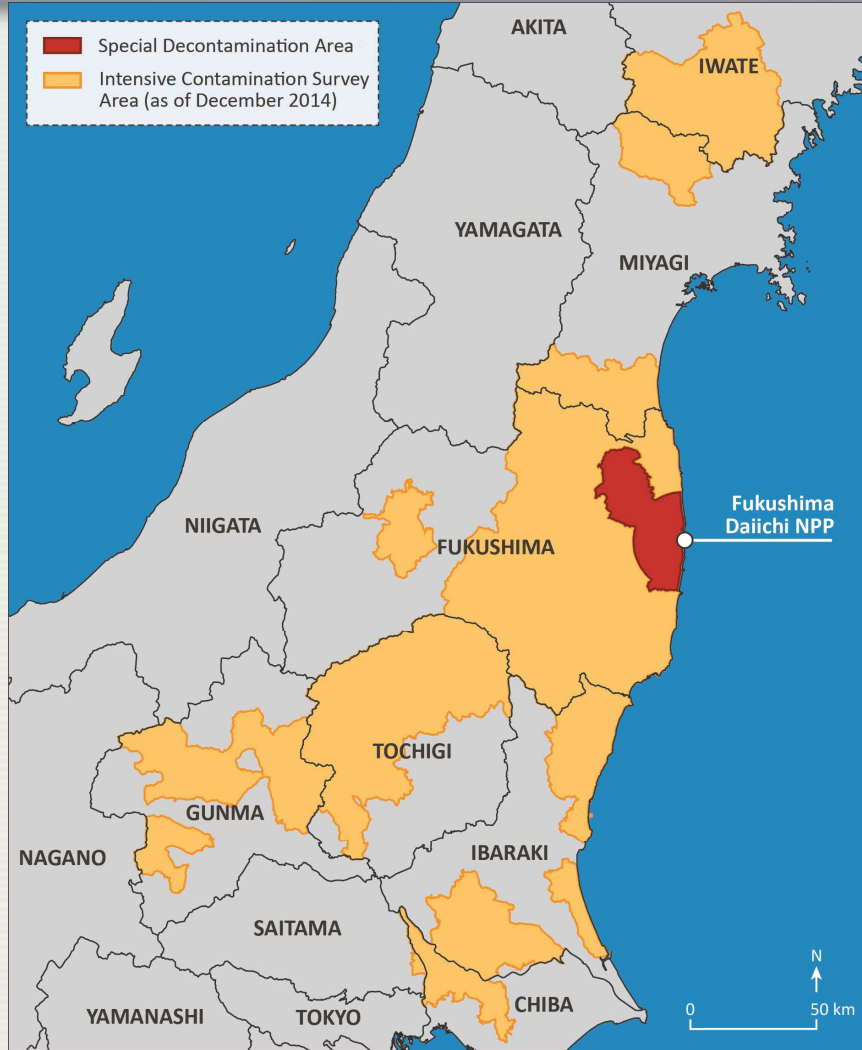 Special Decontamination Area
Intensive Contamination Survey
Area (as of December 2014)
AKITA
IWATE
YAMAGATA
MIYAGI
Fukushima
Daiichi NPP
NIIGATA
FUKUSHIMA
TOCHIGI
GUNMA
NAGANO
IBARAKI
SAITAMA
N
CHIBA
0 50 km
YAMANASHI
TOKYO